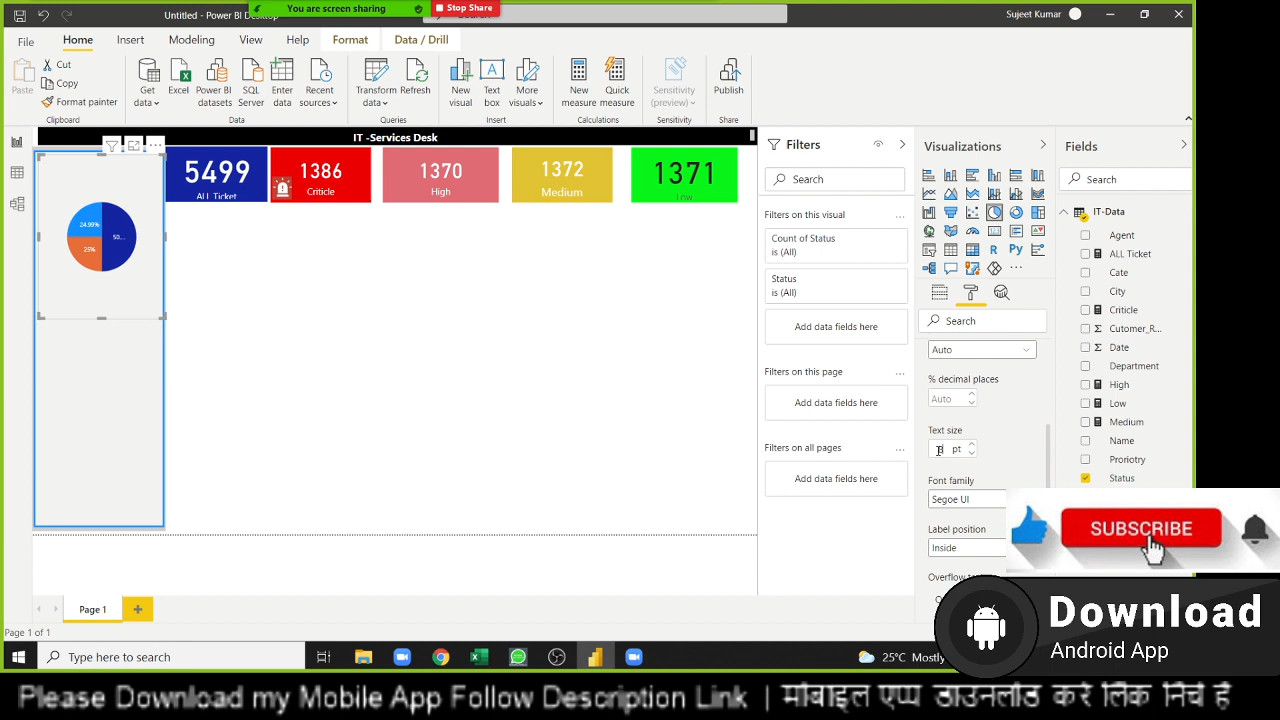 You are screen sharing
Stop Share
Untitled - Power BI Desktop
Sujeet Kumar
File
Home
Insert
Modeling
View
Help
Format
Data / Drill
Paste
Cut
Copy
Format painter
Clipboard
Get data
Excel
Power BI datasets
SQL Server
Enter data
Recent sources
Data
Transform data
Refresh
Queries
New visual
Text box
More visuals
Insert
New measure
Quick measure
Calculations
Sensitivity (preview)
Sensitivity
Publish
Share
IT -Services Desk
5499
ALL Ticket
1386
Criticle
1370
High
1372
Medium
1371
Low
24.99%
25%
50...
Filters
Search
Filters on this visual
...
Count of Status
is (All)
Status
is (All)
Add data fields here
Filters on this page
...
Add data fields here
Filters on all pages
...
Add data fields here
Visualizations
R
Py
...
Search
Auto
% decimal places
Auto
Text size
pt
Font family
Segoe UI
Label position
Inside
Fields
Search
IT-Data
Agent
ALL Ticket
Cate
City
Criticle
Cutomer_R...
Date
Department
High
Low
Medium
Name
Proriotry
Status
SUBSCRIBE
Download
Android App
Page 1
Page 1 of 1
Type here to search
25°C
Please Download my Mobile App Follow Description Link | मोबाइल एप्प डाउनलोड करे लिंक निचे है